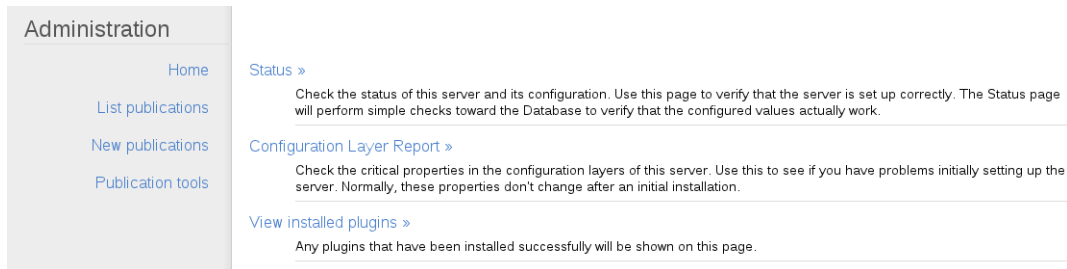 Administration
Home
List publications
New publications
Publication tools
Status »
Check the status of this server and its configuration. Use this page to verify that the server is set up correctly. The Status page
will perform simple checks toward the Database to verify that the configured values actually work.
Configuration Layer Report »
Check the critical properties in the configuration layers of this server. Use this to see if you have problems initially setting up the
server. Normally, these properties don't change after an initial installation.
View installed plugins »
Any plugins that have been installed successfully will be shown on this page.